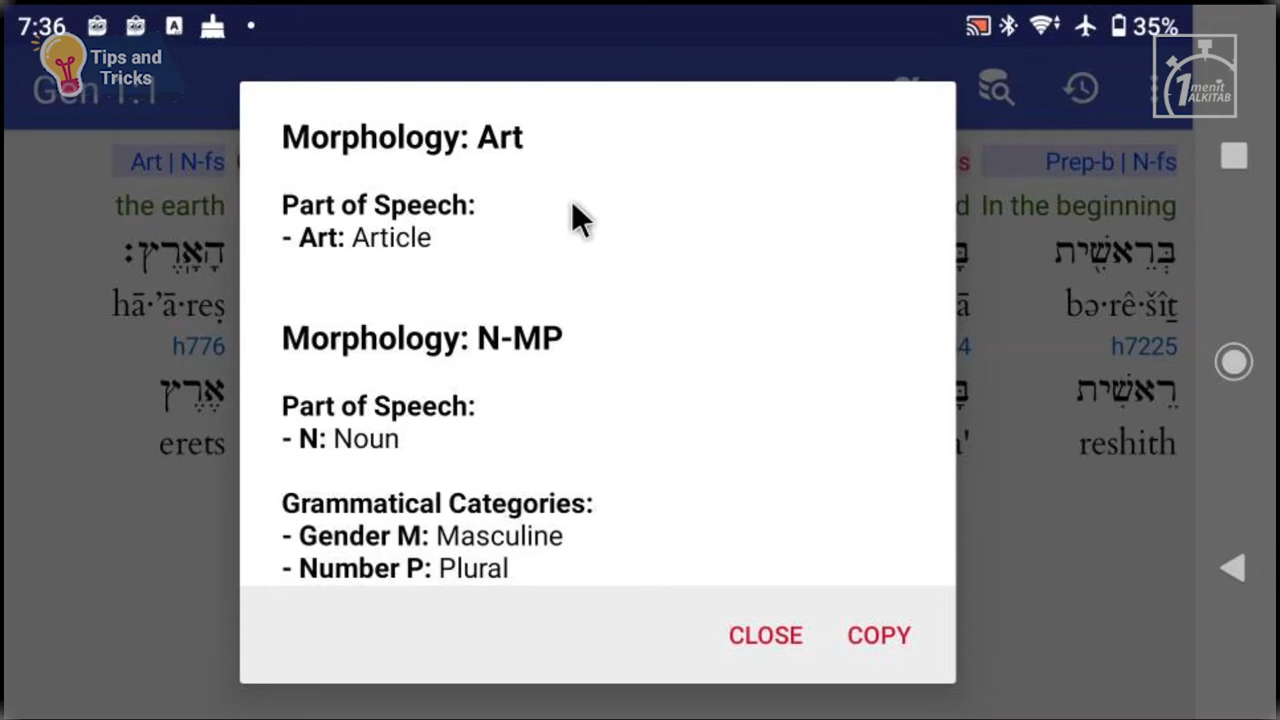 7:36
A
35%
Tips and
Tricks
Gen 1:1
1 menit
ALKITAB
Morphology: Art
Part of Speech:
- Art: Article
Morphology: N-MP
Part of Speech:
- N: Noun
Grammatical Categories:
- Gender M: Masculine
- Number P: Plural
CLOSE
COPY
Prep-b | N-fs
In the beginning
בְּרֵאשִׁ֖ית
bə·rê·šîṯ
h7225
רֵאשִׁית
reshith
s
d
בָּ
ā
4
בָּ
a'
Art | N-fs
the earth
הָאָֽרֶץ׃
hā·’ā·reṣ
h776
אֶרֶץ
erets